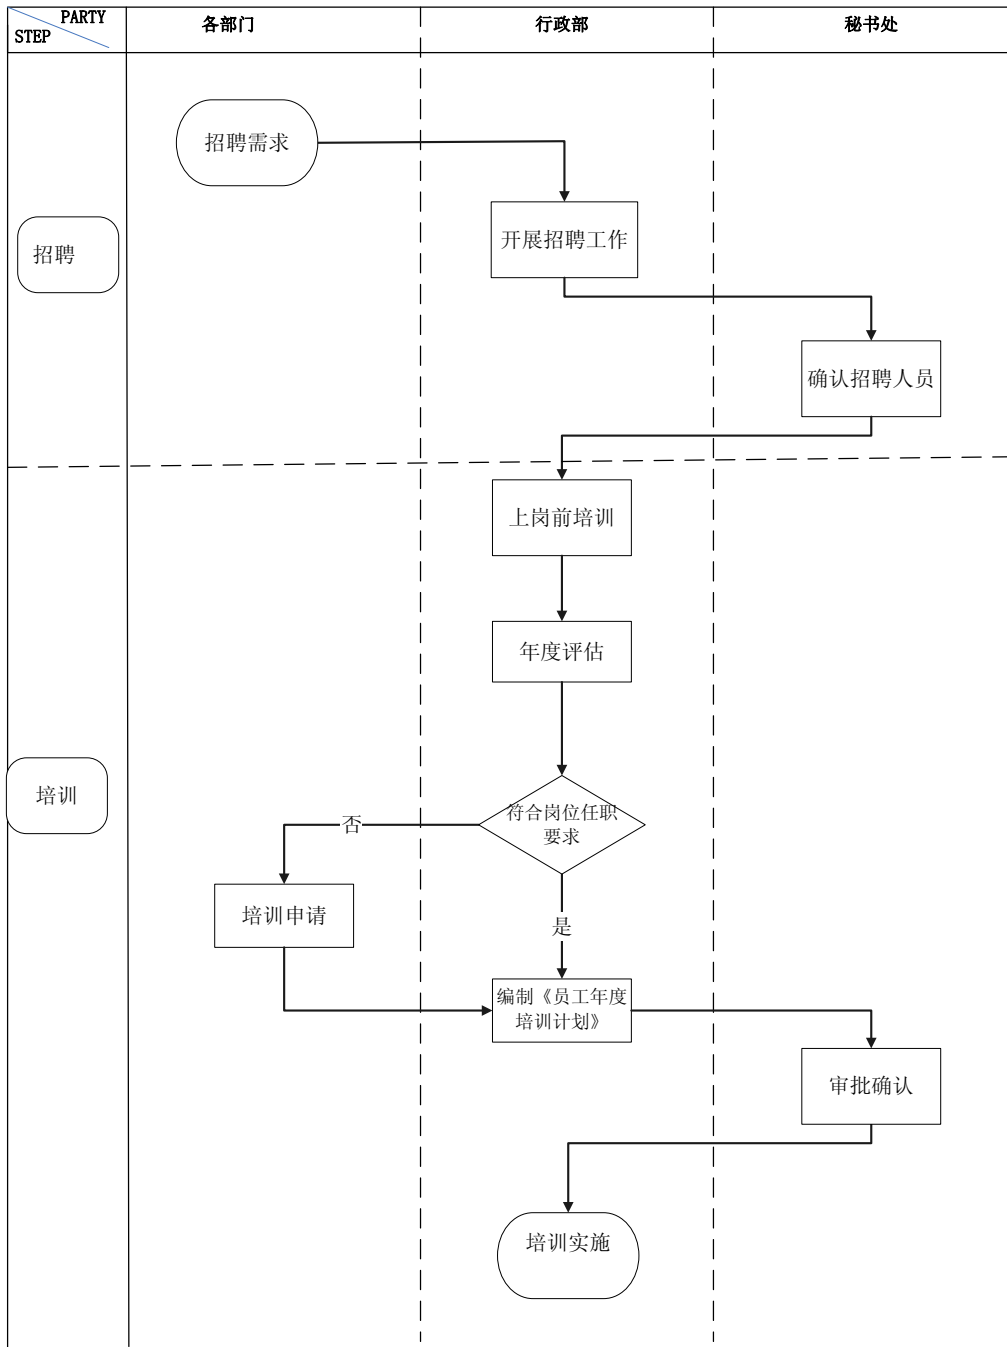 PARTY
STEP
各部门
行政部
秘书处
招聘需求
开展招聘工作
招聘
确认招聘人员
上岗前培训
年度评估
培训
符合岗位任职
要求
否
培训申请
是
编制《员工年度
培训计划》
审批确认
培训实施